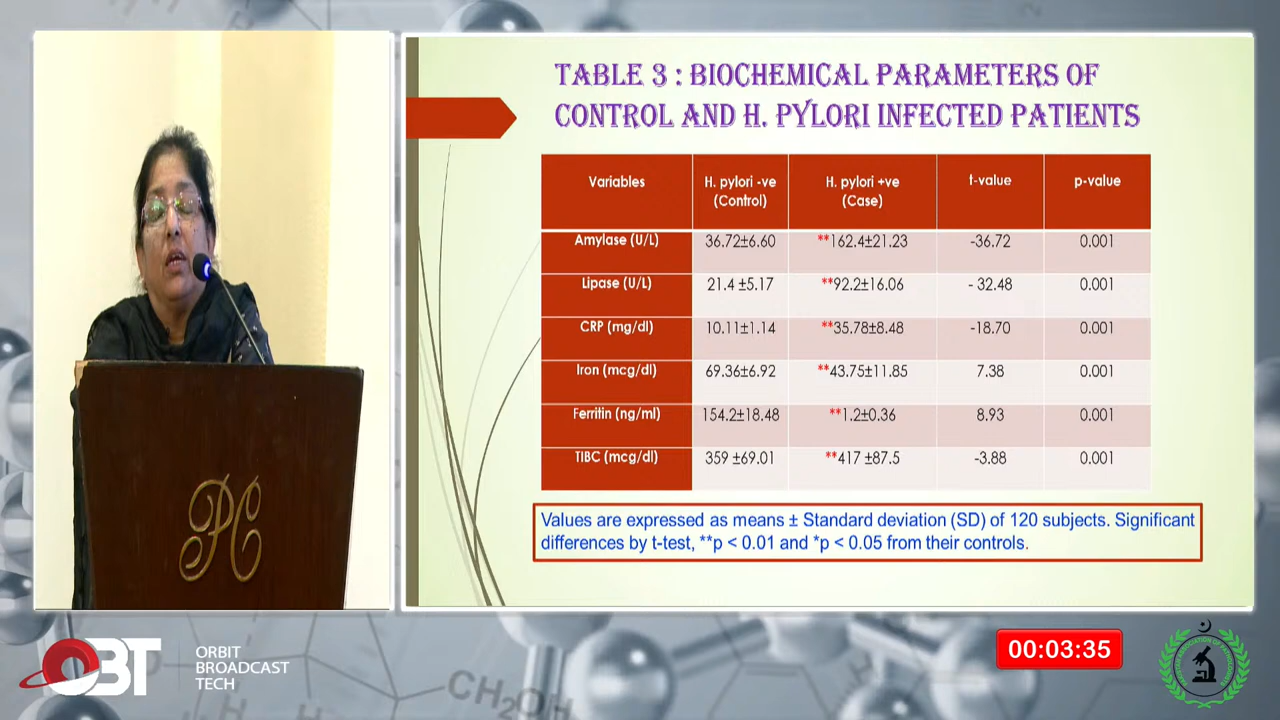 TABLE 3 : BIOCHEMICAL PARAMETERS OF
CONTROL AND H. PYLORI INFECTED PATIENTS
Variables
H. pylori -ve
(Control)
H. pylori +ve
(Case)
t-value
p-value
Amylase (U/L) 36.72±6.60 **162.4±21.23 -36.72 0.001
Lipase (U/L) 21.4 ±5.17 **92.2±16.06 - 32.48 0.001
CRP (mg/dl) 10.11±1.14 **35.78±8.48 -18.70 0.001
Iron (mcg/dl) 69.36±6.92 **43.75±11.85 7.38 0.001
Ferritin (ng/ml) 154.2±18.48 **1.2±0.36 8.93 0.001
TIBC (mcg/dl) 359 ±69.01 **417 ±87.5 -3.88 0.001
Values are expressed as means ± Standard deviation (SD) of 120 subjects. Significant
differences by t-test, **p < 0.01 and *p < 0.05 from their controls.
PC
OBT
ORBIT
BROADCAST
TECH
CH₂OH
00:03:35